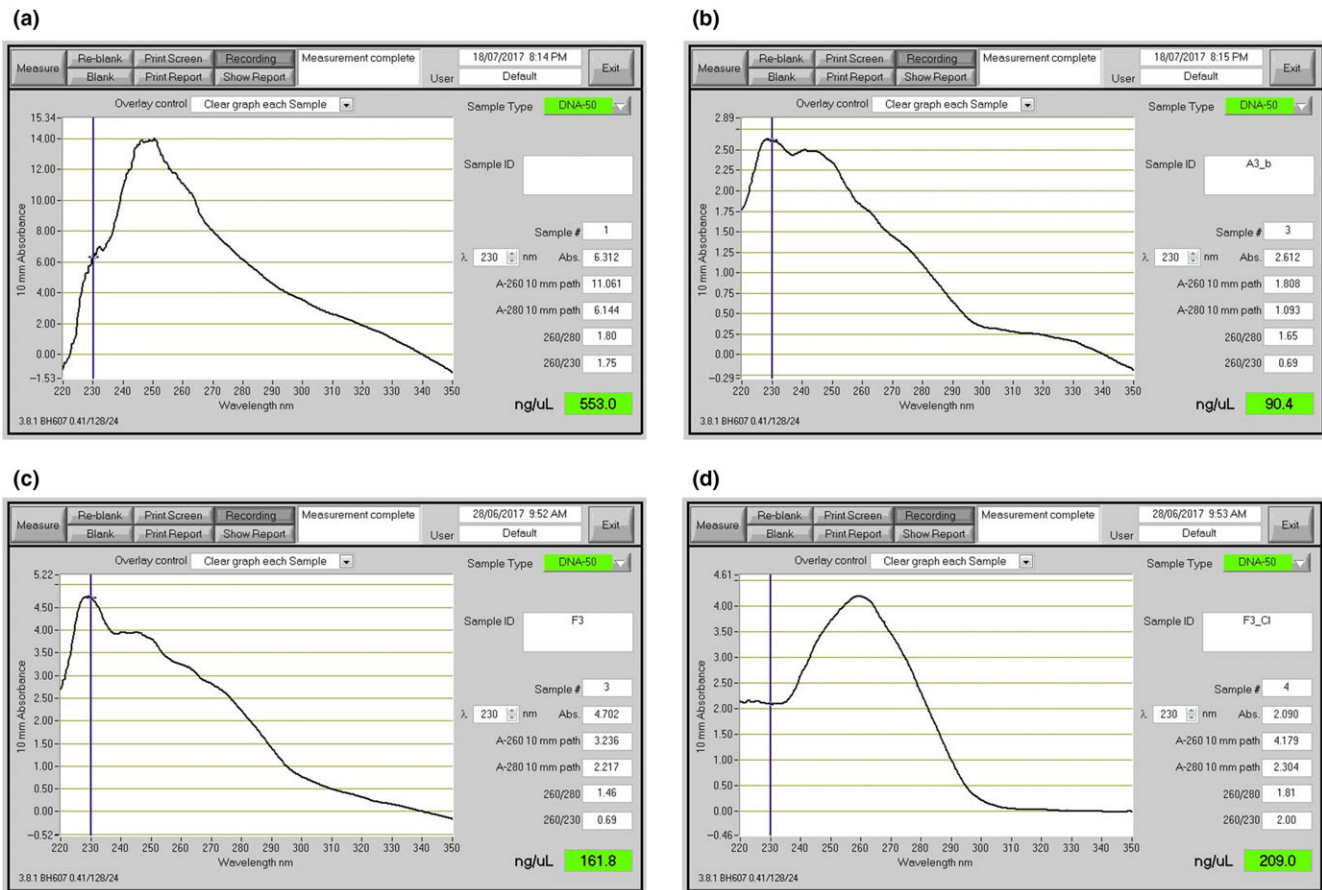 (a)
Measure Re-blank Print Screen Recording Measurement complete 18/07/2017 8:14 PM Exit
Blank Print Report Show Report User Default
Overlay control Clear graph each Sample Sample Type DNA-50
15.34
14.00
12.00
10.00
8.00
6.00
4.00
2.00
0.00
-1.53
10 mm Absorbance
220 230 240 250 260 270 280 290 300 310 320 330 340 350
Wavelength nm
Sample ID
Sample # 1
λ 230 nm Abs. 6.312
A-260 10 mm path 11.061
A-280 10 mm path 6.144
260/280 1.80
260/230 1.75
ng/uL 553.0
3.8.1 BH607 0.41/128/24
(b)
Measure Re-blank Print Screen Recording Measurement complete 18/07/2017 8:15 PM Exit
Blank Print Report Show Report User Default
Overlay control Clear graph each Sample Sample Type DNA-50
2.89
2.50
2.25
2.00
1.75
1.50
1.25
1.00
0.75
0.50
0.25
0.00
-0.29
10 mm Absorbance
220 230 240 250 260 270 280 290 300 310 320 330 340 350
Wavelength nm
Sample ID A3_b
Sample # 3
λ 230 nm Abs. 2.612
A-260 10 mm path 1.808
A-280 10 mm path 1.093
260/280 1.65
260/230 0.69
ng/uL 90.4
3.8.1 BH607 0.41/128/24
(c)
Measure Re-blank Print Screen Recording Measurement complete 28/06/2017 9:52 AM Exit
Blank Print Report Show Report User Default
Overlay control Clear graph each Sample Sample Type DNA-50
5.22
4.50
4.00
3.50
3.00
2.50
2.00
1.50
1.00
0.50
0.00
-0.52
10 mm Absorbance
220 230 240 250 260 270 280 290 300 310 320 330 340 350
Wavelength nm
Sample ID F3
Sample # 3
λ 230 nm Abs. 4.702
A-260 10 mm path 3.236
A-280 10 mm path 2.217
260/280 1.46
260/230 0.69
ng/uL 161.8
3.8.1 BH607 0.41/128/24
(d)
Measure Re-blank Print Screen Recording Measurement complete 28/06/2017 9:53 AM Exit
Blank Print Report Show Report User Default
Overlay control Clear graph each Sample Sample Type DNA-50
4.61
4.00
3.50
3.00
2.50
2.00
1.50
1.00
0.50
0.00
-0.46
10 mm Absorbance
220 230 240 250 260 270 280 290 300 310 320 330 340 350
Wavelength nm
Sample ID F3_Cl
Sample # 4
λ 230 nm Abs. 2.090
A-260 10 mm path 4.179
A-280 10 mm path 2.304
260/280 1.81
260/230 2.00
ng/uL 209.0
3.8.1 BH607 0.41/128/24